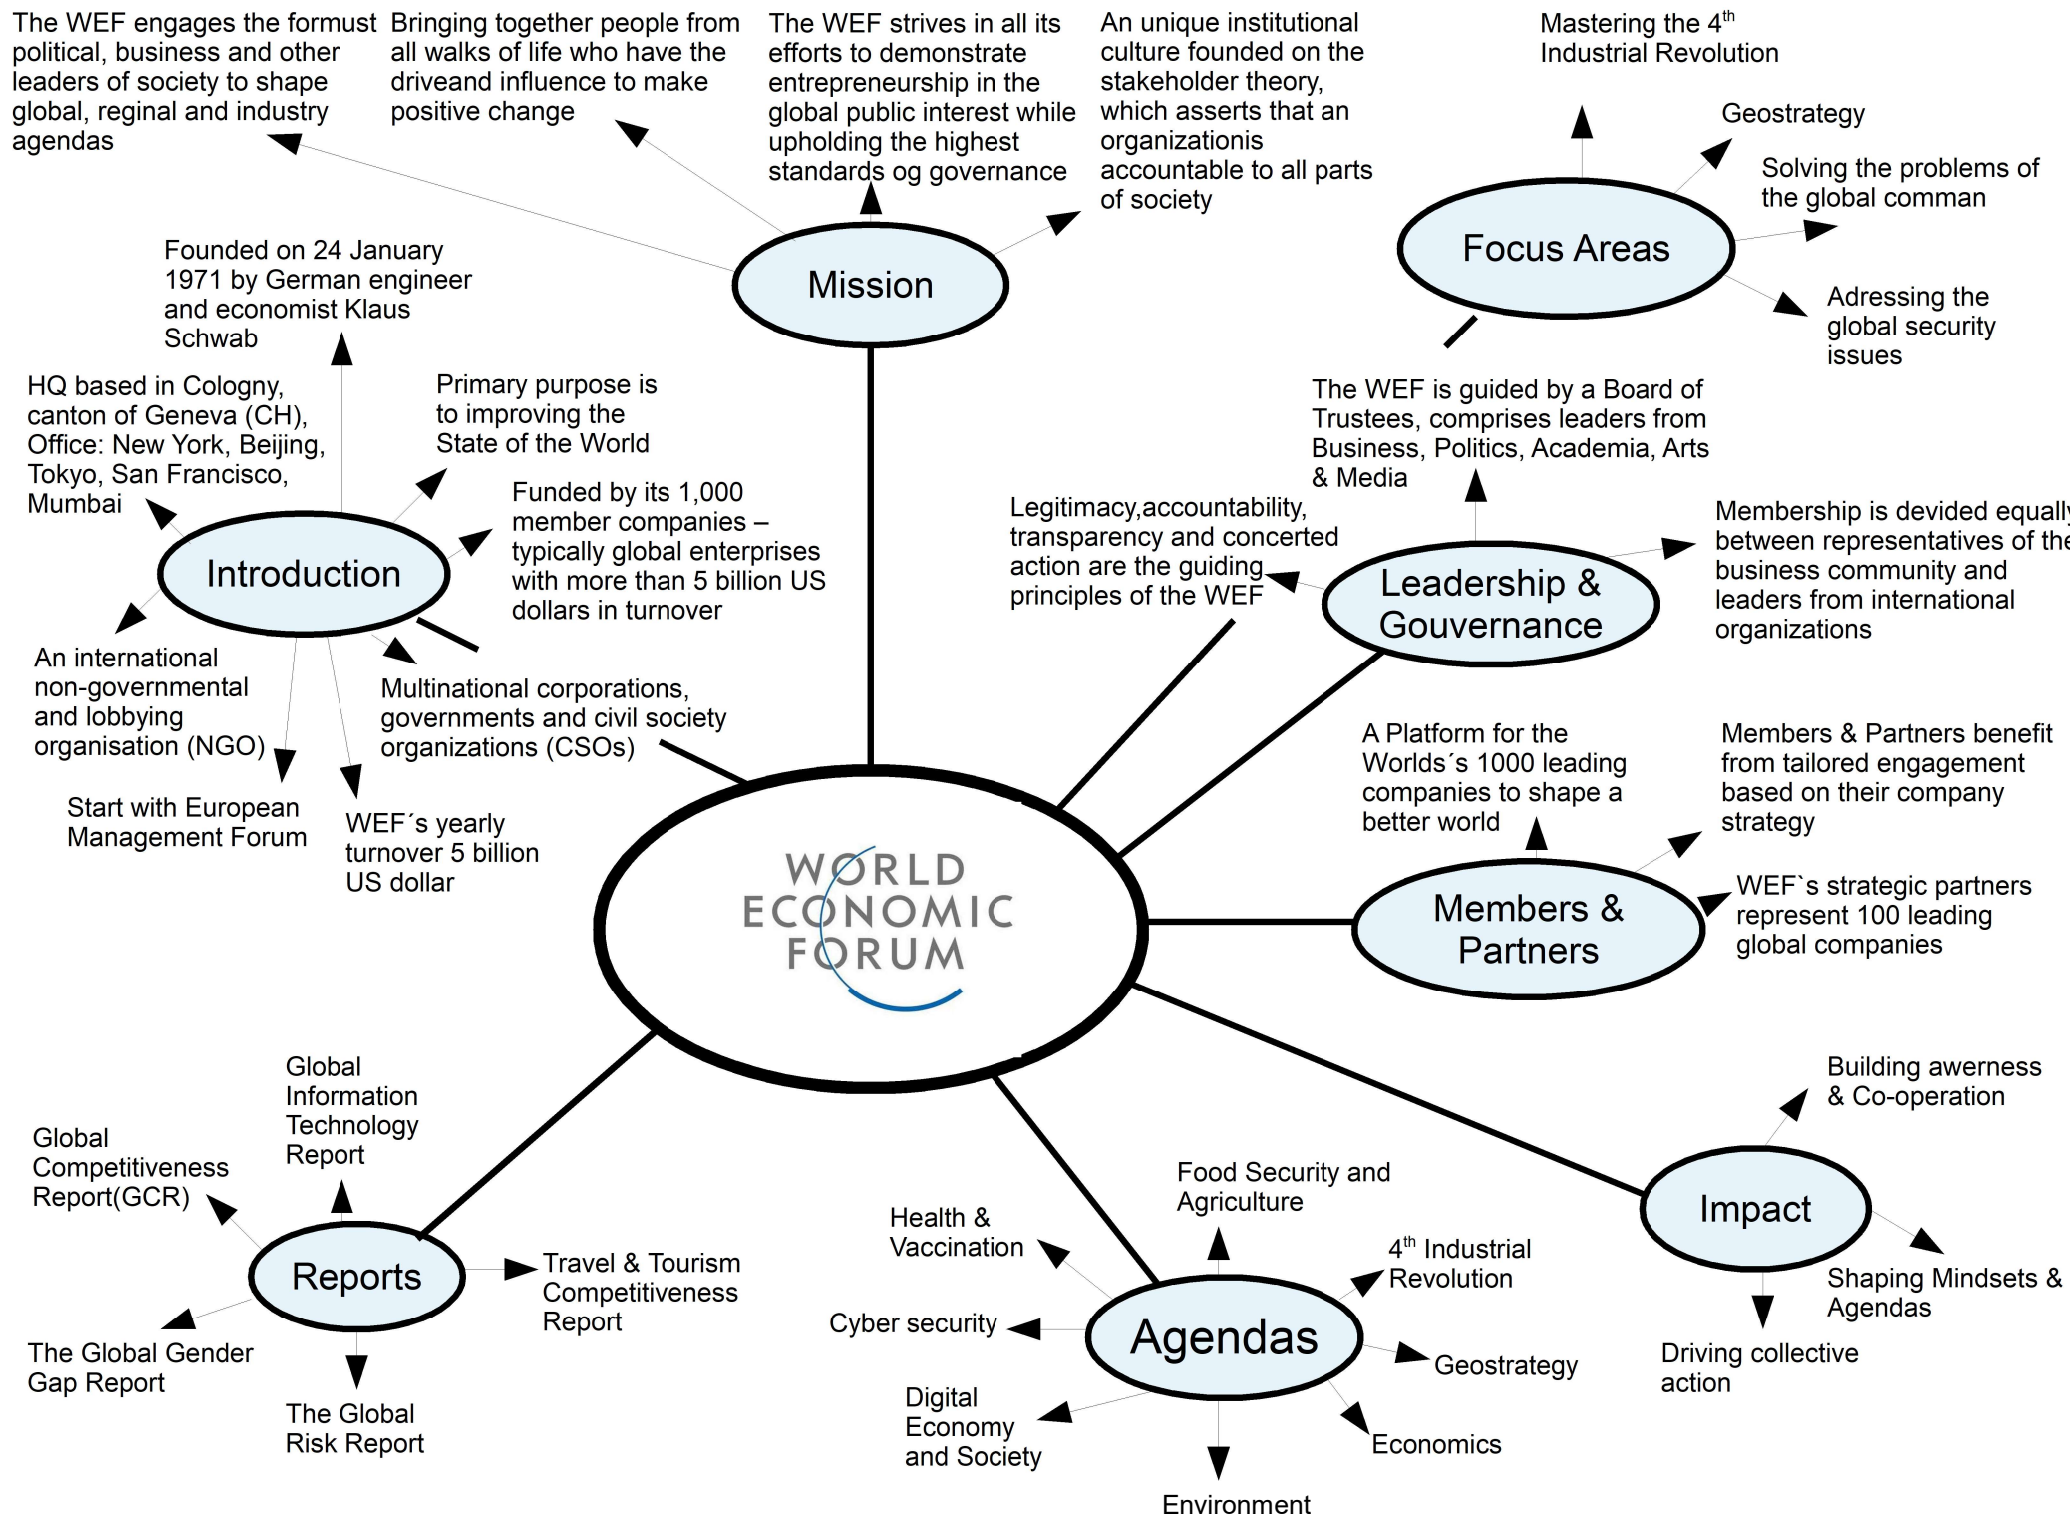 The WEF engages the formust
political, business and other
leaders of society to shape
global, reginal and industry
agendas
Bringing together people from
all walks of life who have the
driveand influence to make
positive change
The WEF strives in all its
efforts to demonstrate
entrepreneurship in the
global public interest while
upholding the highest
standards og governance
An unique institutional
culture founded on the
stakeholder theory,
which asserts that an
organizationis
accountable to all parts
of society
Mission
Mastering the 4th
Industrial Revolution
Geostrategy
Solving the problems of
the global comman
Focus Areas
Adressing the
global security
issues
Founded on 24 January
1971 by German engineer
and economist Klaus
Schwab
HQ based in Cologny,
canton of Geneva (CH),
Office: New York, Beijing,
Tokyo, San Francisco,
Mumbai
Primary purpose is
to improving the
State of the World
Funded by its 1,000
member companies –
typically global enterprises
with more than 5 billion US
dollars in turnover
Introduction
An international
non-governmental
and lobbying
organisation (NGO)
Multinational corporations,
governments and civil society
organizations (CSOs)
Start with European
Management Forum
WEF´s yearly
turnover 5 billion
US dollar
The WEF is guided by a Board of
Trustees, comprises leaders from
Business, Politics, Academia, Arts
& Media
Legitimacy,accountability,
transparency and concerted
action are the guiding
principles of the WEF
Leadership &
Gouvernance
Membership is devided equally
between representatives of the
business community and
leaders from international
organizations
A Platform for the
Worlds´s 1000 leading
companies to shape a
better world
Members & Partners benefit
from tailored engagement
based on their company
strategy
Members &
Partners
WEF`s strategic partners
represent 100 leading
global companies
WORLD
ECONOMIC
FORUM
Global
Information
Technology
Report
Global
Competitiveness
Report(GCR)
Reports
Travel & Tourism
Competitiveness
Report
The Global Gender
Gap Report
The Global
Risk Report
Food Security and
Agriculture
Health &
Vaccination
4th Industrial
Revolution
Cyber security
Agendas
Geostrategy
Digital
Economy
and Society
Economics
Environment
Building awerness
& Co-operation
Impact
Shaping Mindsets &
Agendas
Driving collective
action